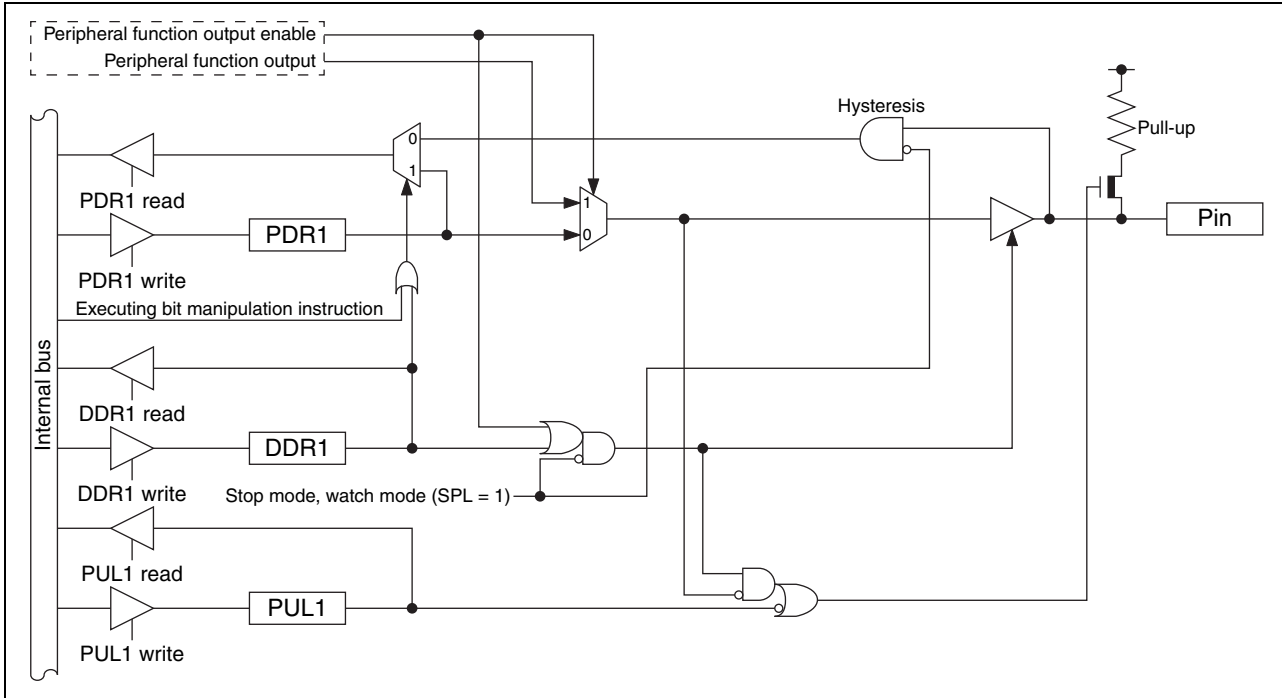 Peripheral function output enable
Peripheral function output
Hysteresis
Pull-up
0
1
PDR1 read
1
0
PDR1
Pin
PDR1 write
Executing bit manipulation instruction
Internal bus
DDR1 read
DDR1
DDR1 write
Stop mode, watch mode (SPL = 1)
PUL1 read
PUL1
PUL1 write